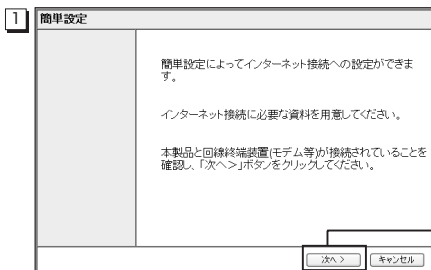 1
簡単設定
簡単設定によってインターネット接続への設定ができま
す。
インターネット接続に必要な資料を用意してください。
本製品と回線終端装置(モデム等)が接続されていることを
確認し、「次へ>」ボタンをクリックしてください。
次へ> キャンセル